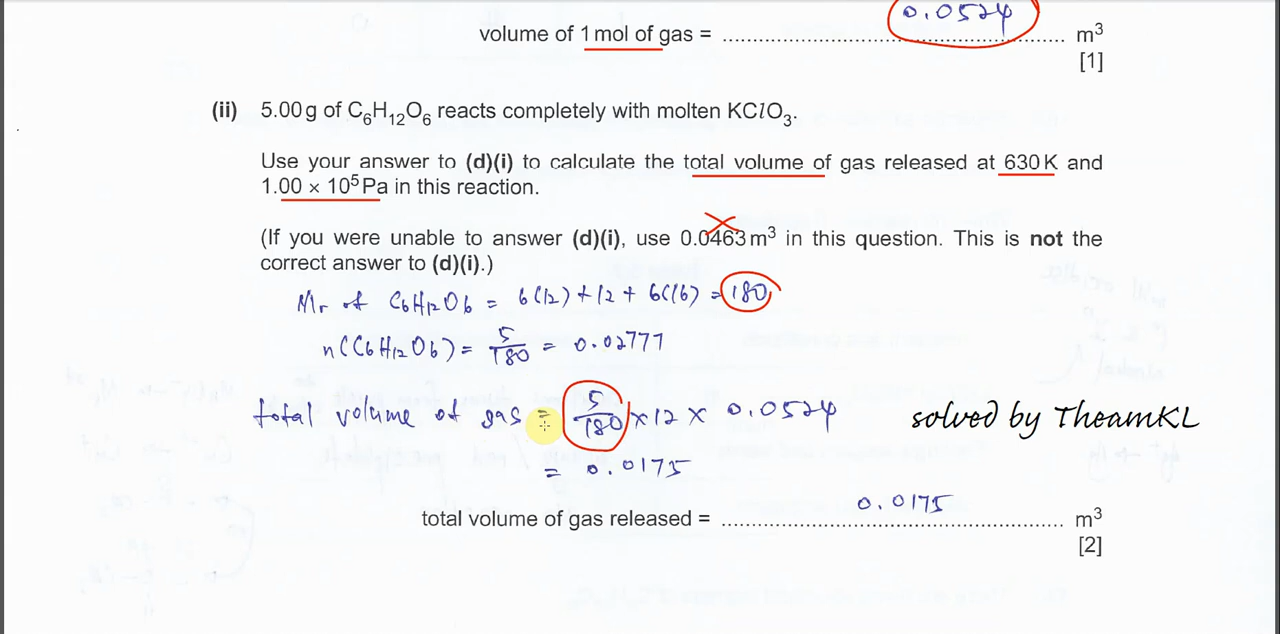 0.0524
volume of 1 mol of gas = ........................................................ m³
[1]
(ii) 5.00 g of C₆H₁₂O₆ reacts completely with molten KClO₃.
Use your answer to (d)(i) to calculate the total volume of gas released at 630 K and
1.00 × 10⁵ Pa in this reaction.
(If you were unable to answer (d)(i), use 0.0463 m³ in this question. This is not the
correct answer to (d)(i).)
Mr of C6H12O6 = 6(12) + 12 + 6(16) = 180
n(C6H12O6) = 5/180 = 0.02777
total volume of gas = 5/180 × 12 × 0.0524
solved by TheamKL
= 0.0175
0.0175
total volume of gas released = ........................................................ m³
[2]